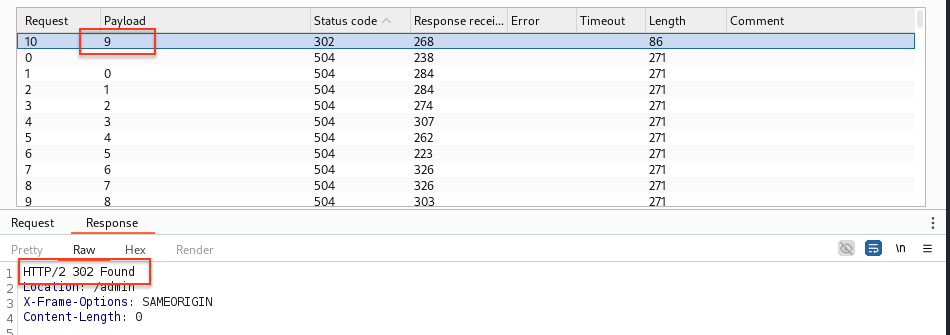 Request Payload Status code Response recei... Error Timeout Length Comment
10 9 302 268 86
0 504 238 271
1 0 504 284 271
2 1 504 284 271
3 2 504 274 271
4 3 504 307 271
5 4 504 262 271
6 5 504 223 271
7 6 504 326 271
8 7 504 326 271
9 8 504 303 271
Request Response
Pretty Raw Hex Render \n
1 HTTP/2 302 Found
2 Location: /admin
3 X-Frame-Options: SAMEORIGIN
4 Content-Length: 0
5